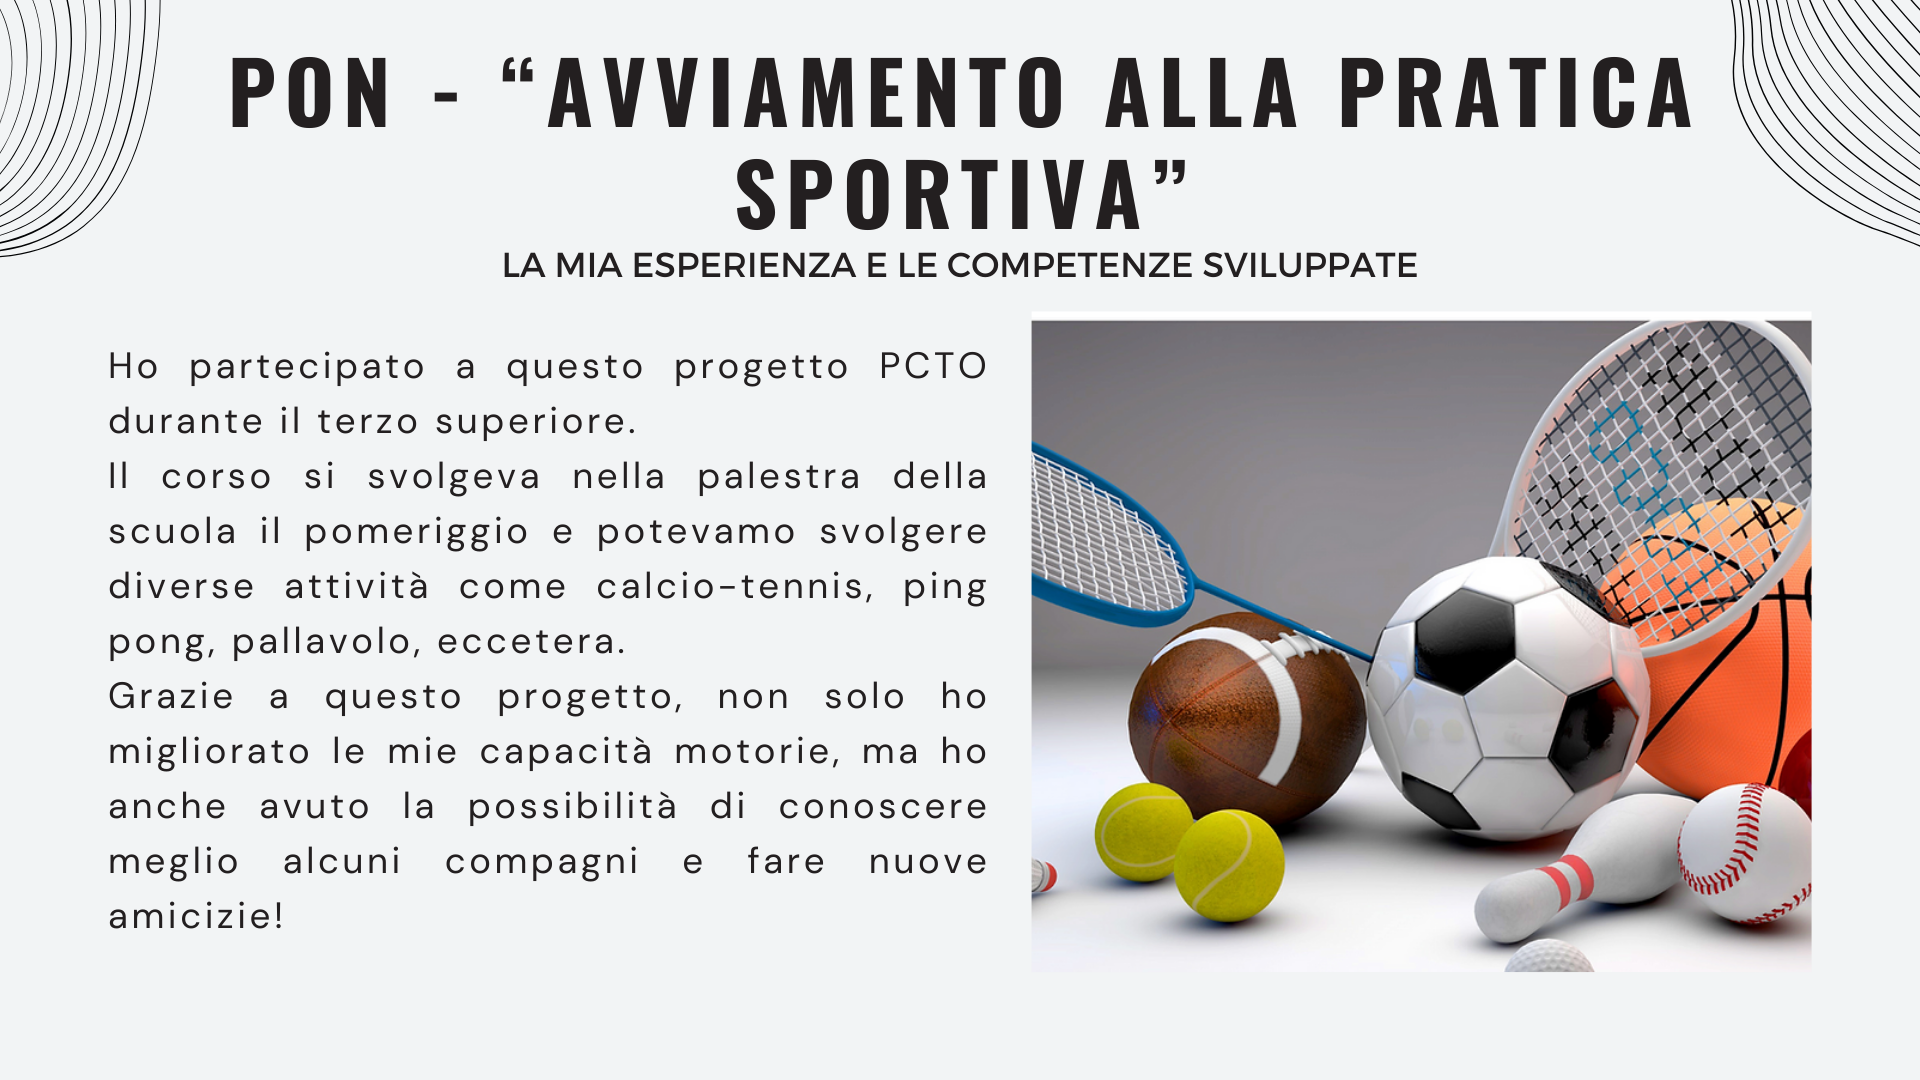 PON - “AVVIAMENTO ALLA PRATICA
SPORTIVA”
LA MIA ESPERIENZA E LE COMPETENZE SVILUPPATE
Ho partecipato a questo progetto PCTO
durante il terzo superiore.
Il corso si svolgeva nella palestra della
scuola il pomeriggio e potevamo svolgere
diverse attività come calcio-tennis, ping
pong, pallavolo, eccetera.
Grazie a questo progetto, non solo ho
migliorato le mie capacità motorie, ma ho
anche avuto la possibilità di conoscere
meglio alcuni compagni e fare nuove
amicizie!